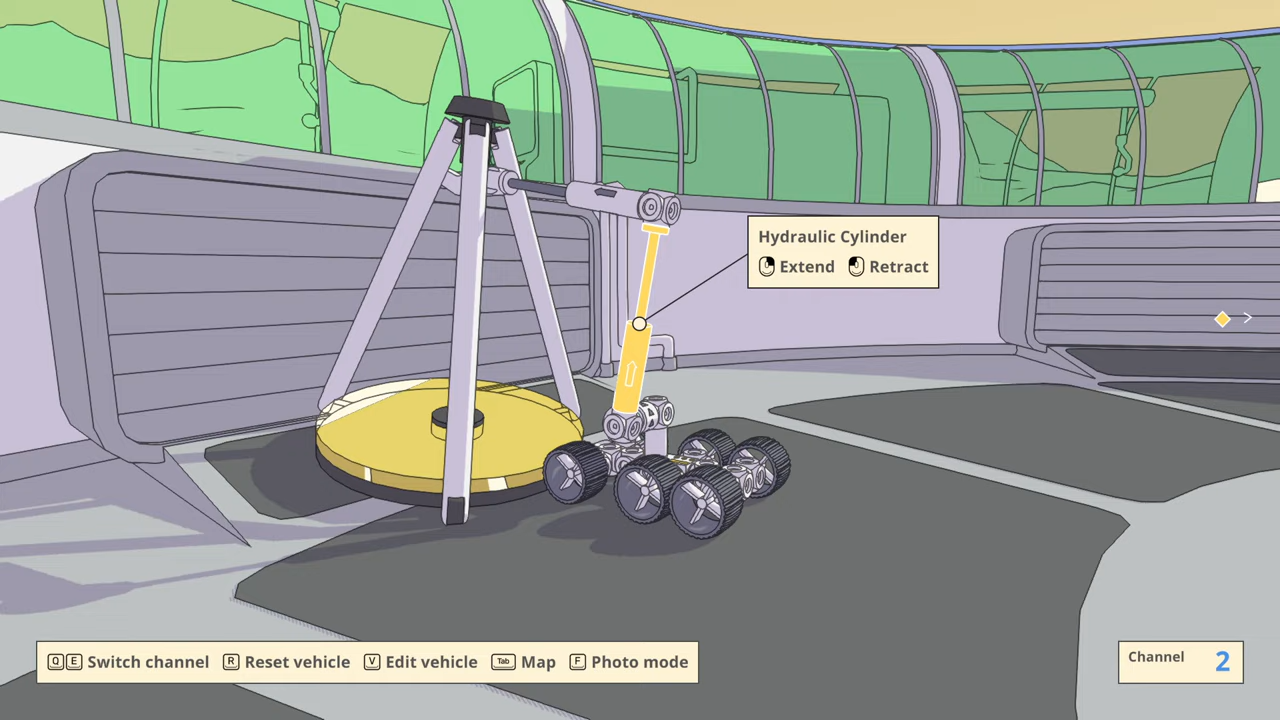 Hydraulic Cylinder
Extend Retract
Q E Switch channel R Reset vehicle V Edit vehicle Tab Map F Photo mode
Channel 2